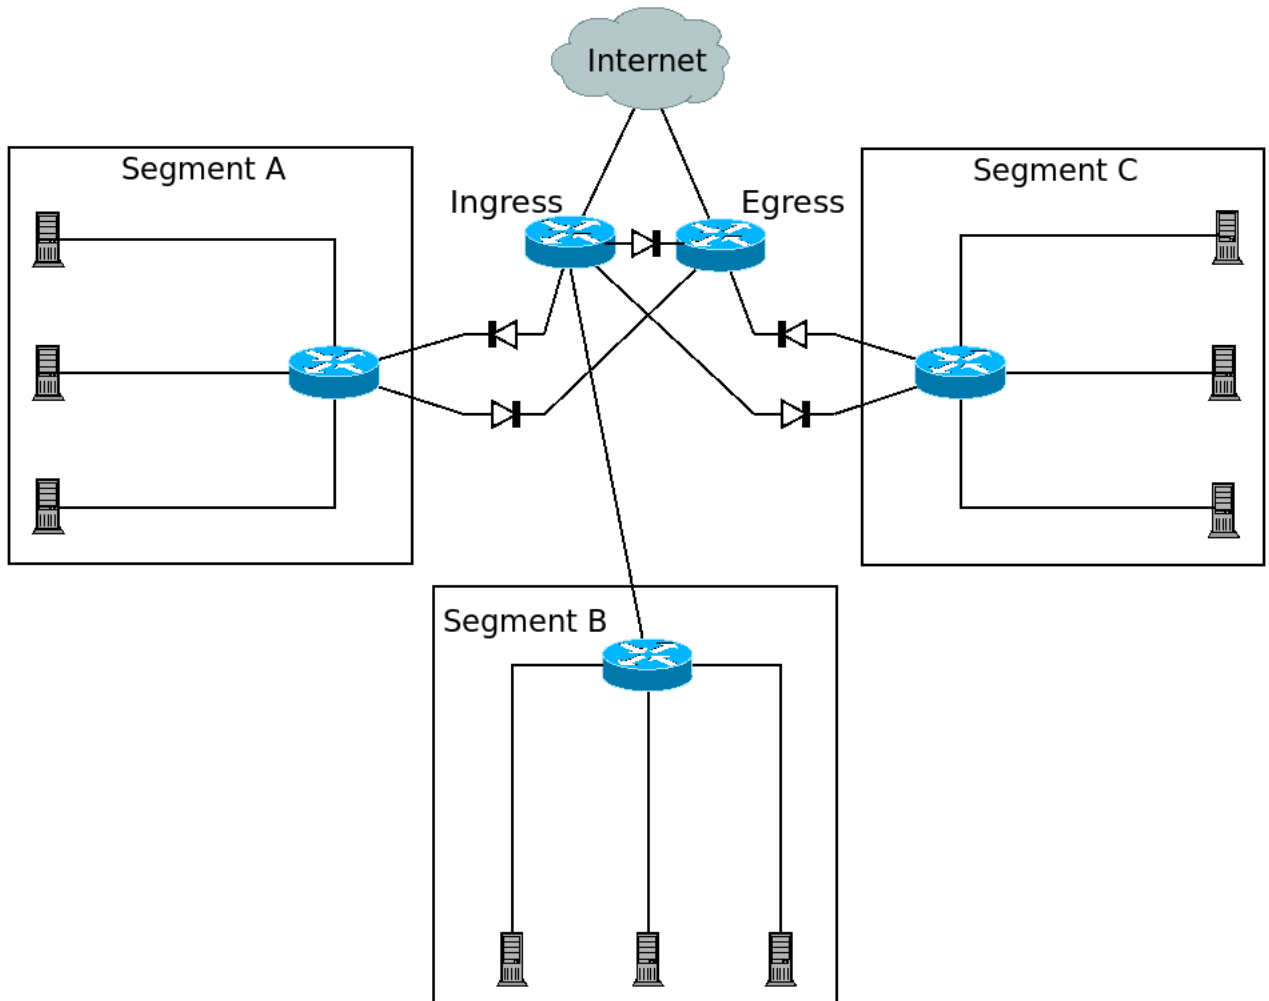 Internet
Segment A
Segment C
Ingress
Egress
Segment B